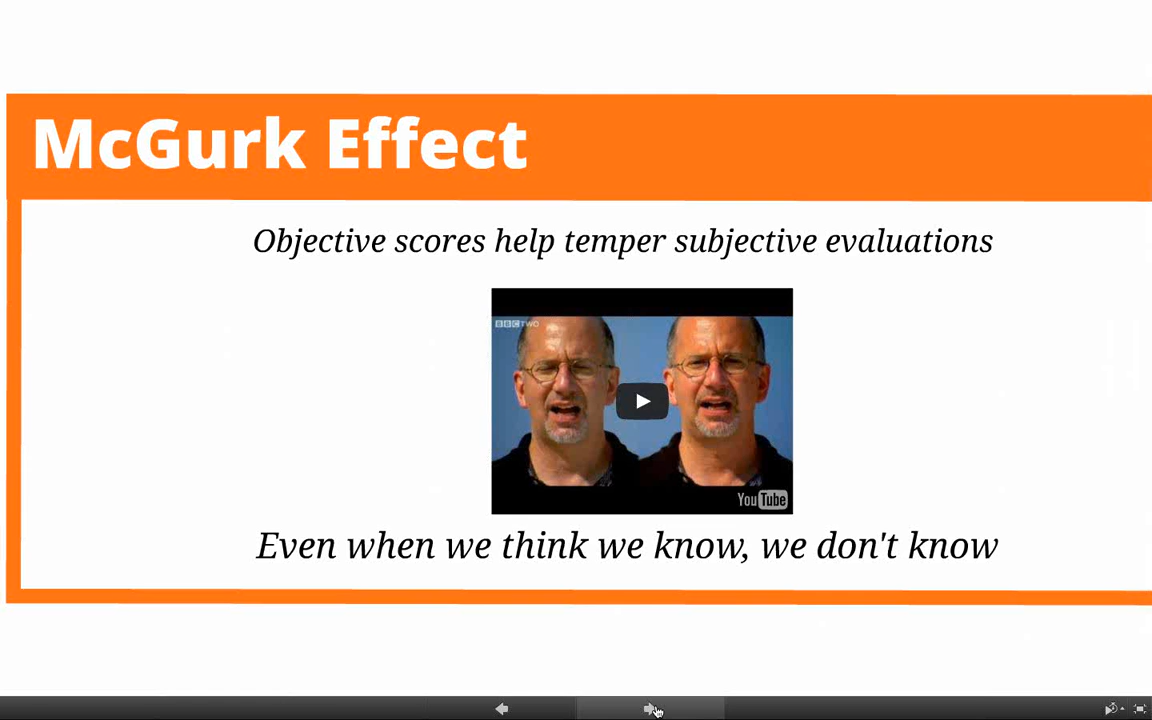 McGurk Effect
Objective scores help temper subjective evaluations
BBC TWO
YouTube
Even when we think we know, we don't know